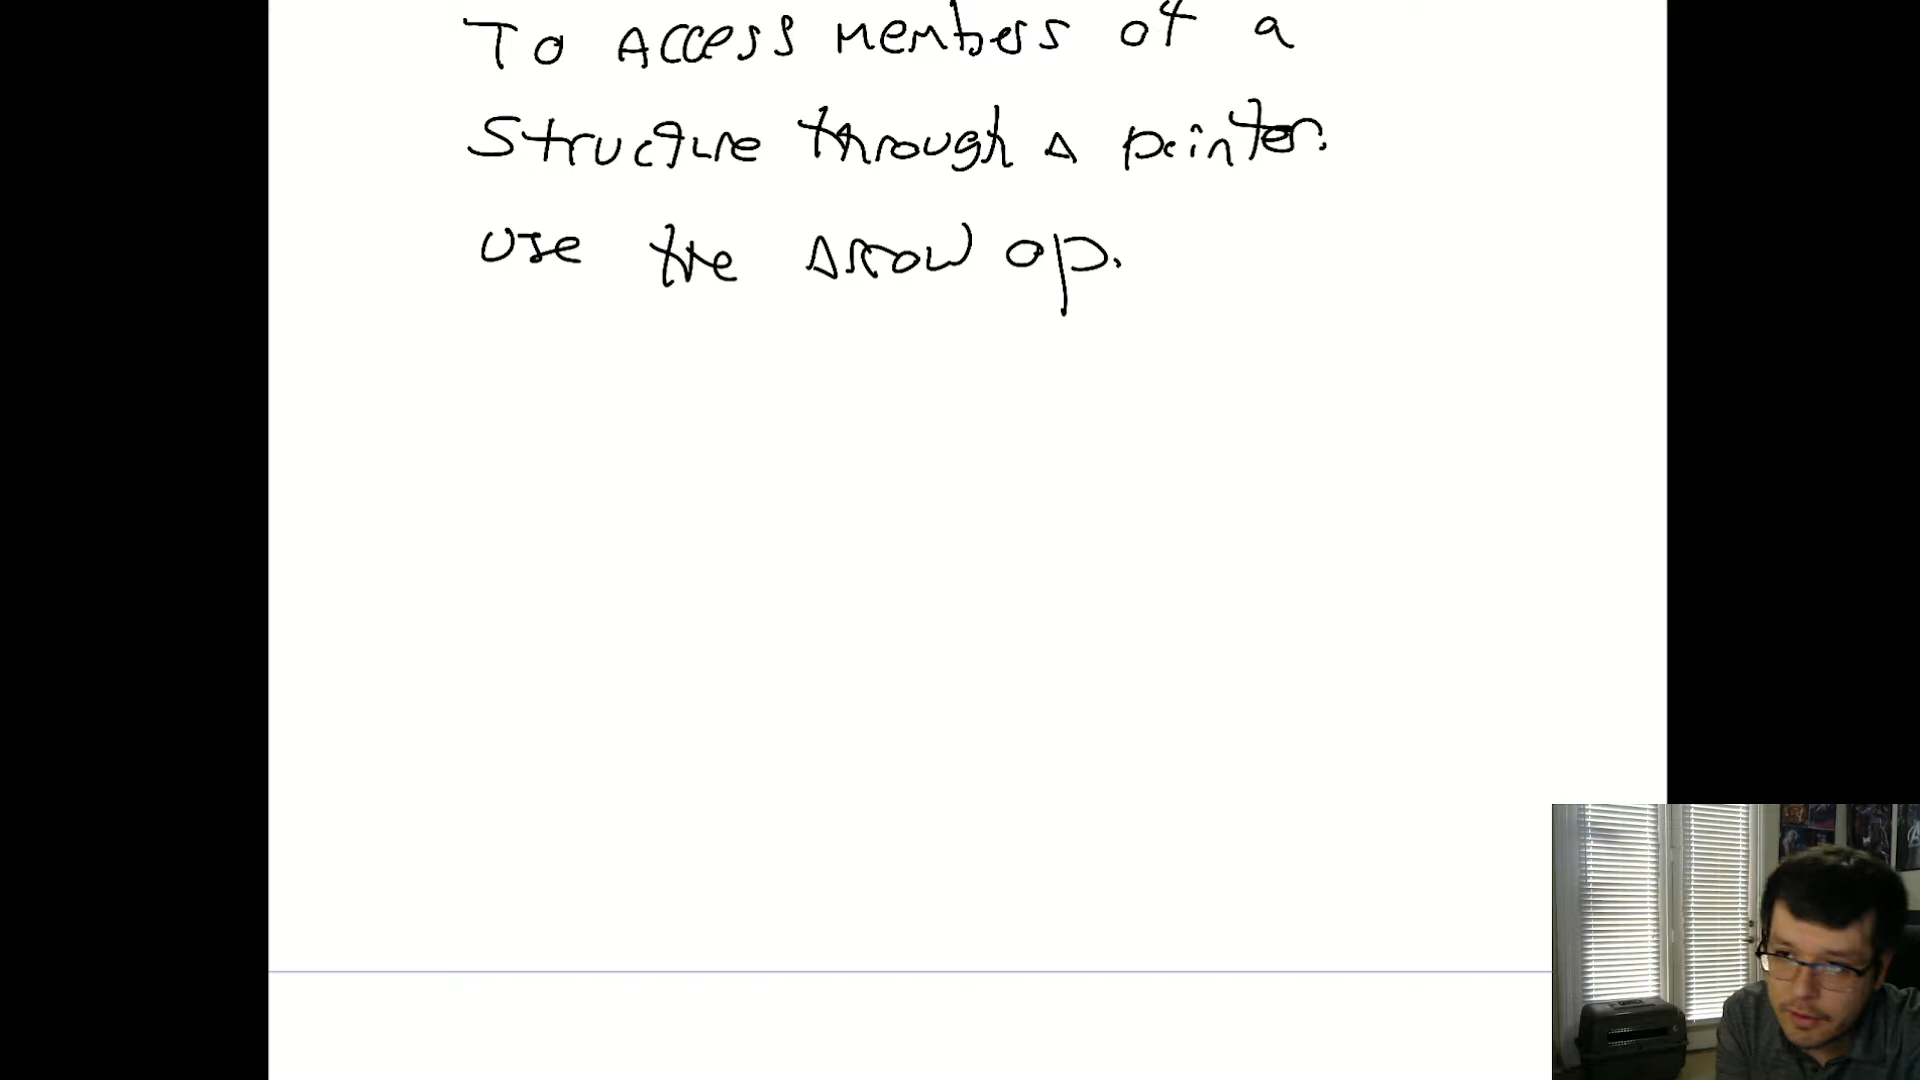 To Access members of a
Structure through a pointer.
use the Arrow op.